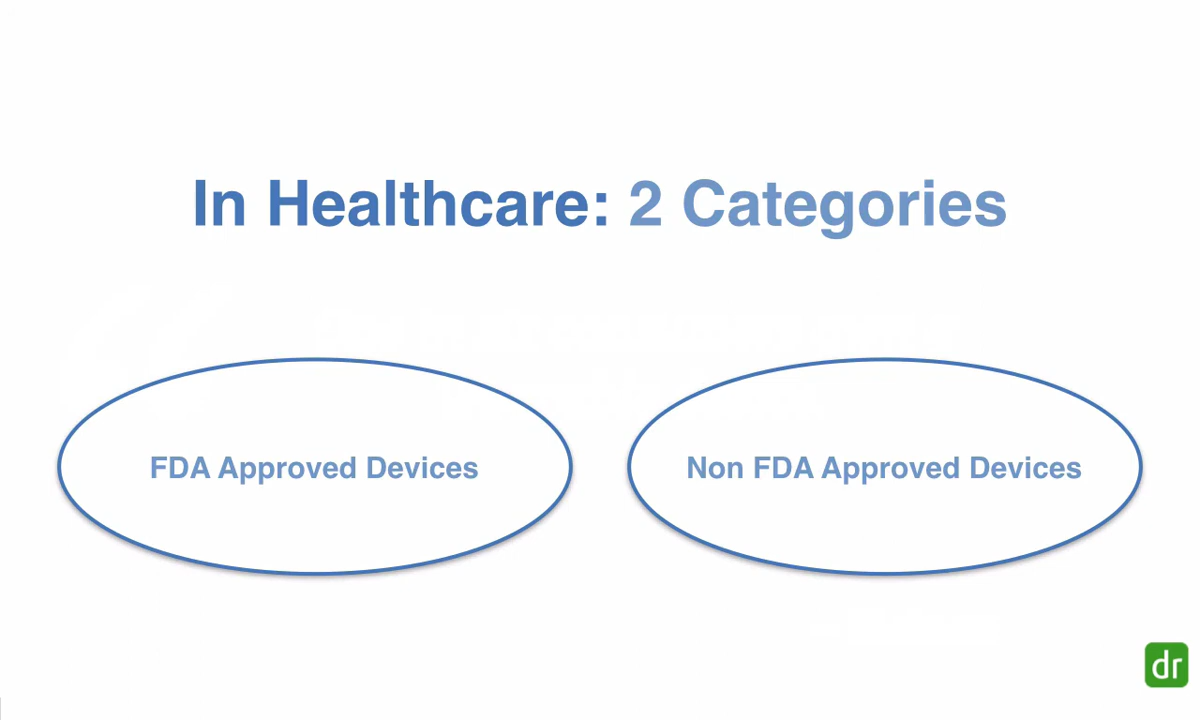 In Healthcare: 2 Categories
FDA Approved Devices
Non FDA Approved Devices
dr